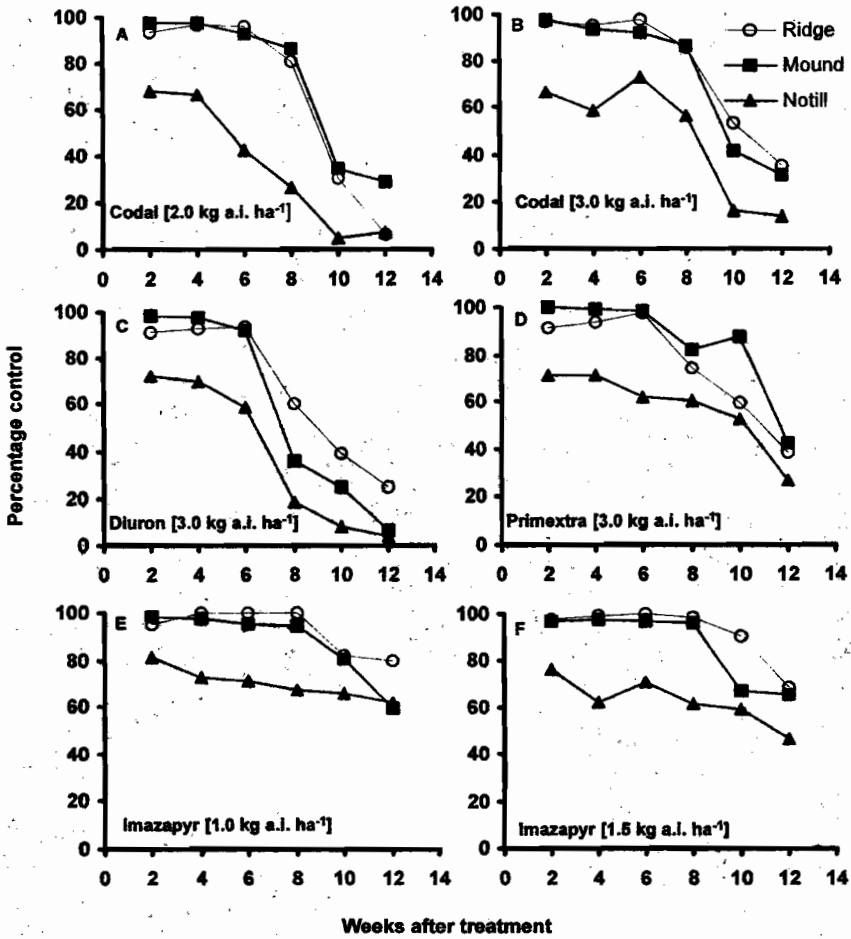 Percentage control
A
100
80
60
40
20
0
Codal [2.0 kg a.i. ha-1]
0 2 4 6 8 10 12 14
B
100
80
60
40
20
0
Ridge
Mound
Notill
Codal [3.0 kg a.i. ha-1]
0 2 4 6 8 10 12 14
C
100
80
60
40
20
0
Diuron [3.0 kg a.i. ha-1]
0 2 4 6 8 10 12 14
D
100
80
60
40
20
0
Primextra [3.0 kg a.i. ha-1]
0 2 4 6 8 10 12 14
E
100
80
60
40
20
0
Imazapyr [1.0 kg a.i. ha-1]
0 2 4 6 8 10 12 14
F
100
80
60
40
20
0
Imazapyr [1.5 kg a.i. ha-1]
0 2 4 6 8 10 12 14
Weeks after treatment